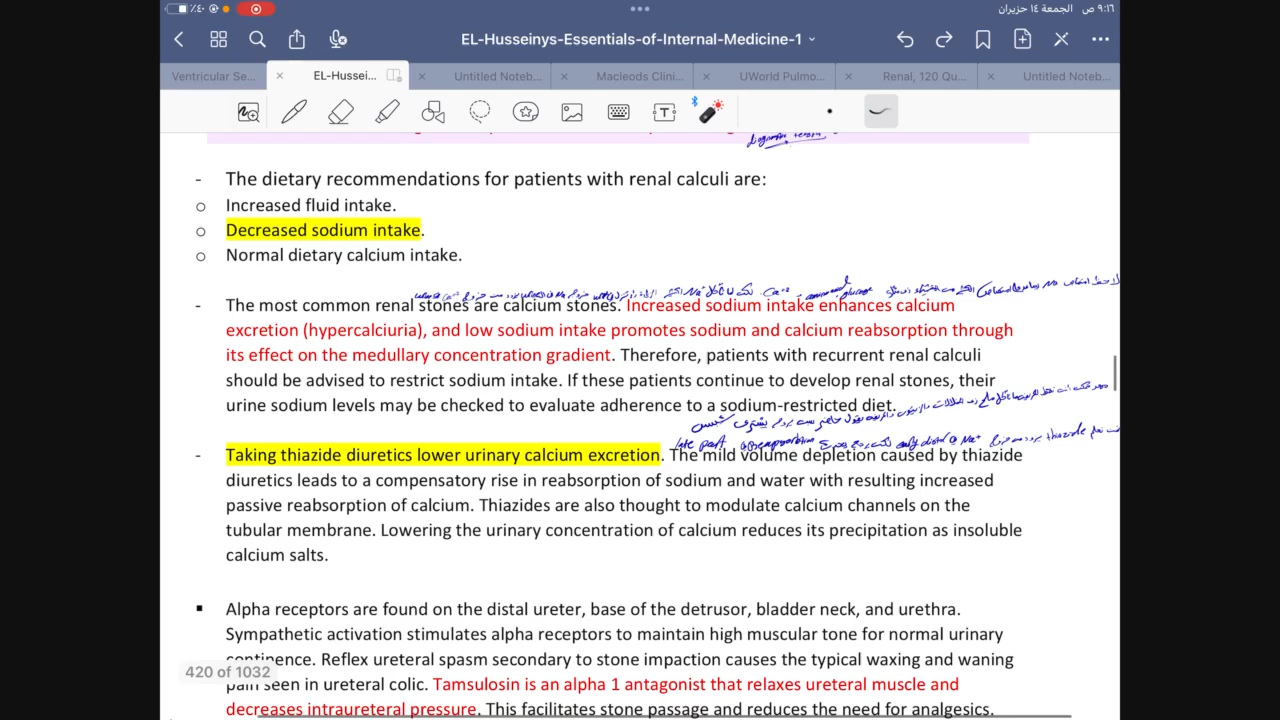 ٪٤٠
٩:١٦ ص الجمعة ١٤ حزيران
EL-Husseinys-Essentials-of-Internal-Medicine-1
Ventricular Se...
EL-Hussei...
Untitled Noteb...
Macleods Clini...
UWorld Pulmo...
Renal, 120 Qu...
Untitled Noteb...
- The dietary recommendations for patients with renal calculi are:
o Increased fluid intake.
o Decreased sodium intake.
o Normal dietary calcium intake.
- The most common renal stones are calcium stones. Increased sodium intake enhances calcium
excretion (hypercalciuria), and low sodium intake promotes sodium and calcium reabsorption through
its effect on the medullary concentration gradient. Therefore, patients with recurrent renal calculi
should be advised to restrict sodium intake. If these patients continue to develop renal stones, their
urine sodium levels may be checked to evaluate adherence to a sodium-restricted diet.
late part
- Taking thiazide diuretics lower urinary calcium excretion. The mild volume depletion caused by thiazide
diuretics leads to a compensatory rise in reabsorption of sodium and water with resulting increased
passive reabsorption of calcium. Thiazides are also thought to modulate calcium channels on the
tubular membrane. Lowering the urinary concentration of calcium reduces its precipitation as insoluble
calcium salts.
▪ Alpha receptors are found on the distal ureter, base of the detrusor, bladder neck, and urethra.
Sympathetic activation stimulates alpha receptors to maintain high muscular tone for normal urinary
continence. Reflex ureteral spasm secondary to stone impaction causes the typical waxing and waning
420 of 1032
pain seen in ureteral colic. Tamsulosin is an alpha 1 antagonist that relaxes ureteral muscle and
decreases intraureteral pressure. This facilitates stone passage and reduces the need for analgesics.